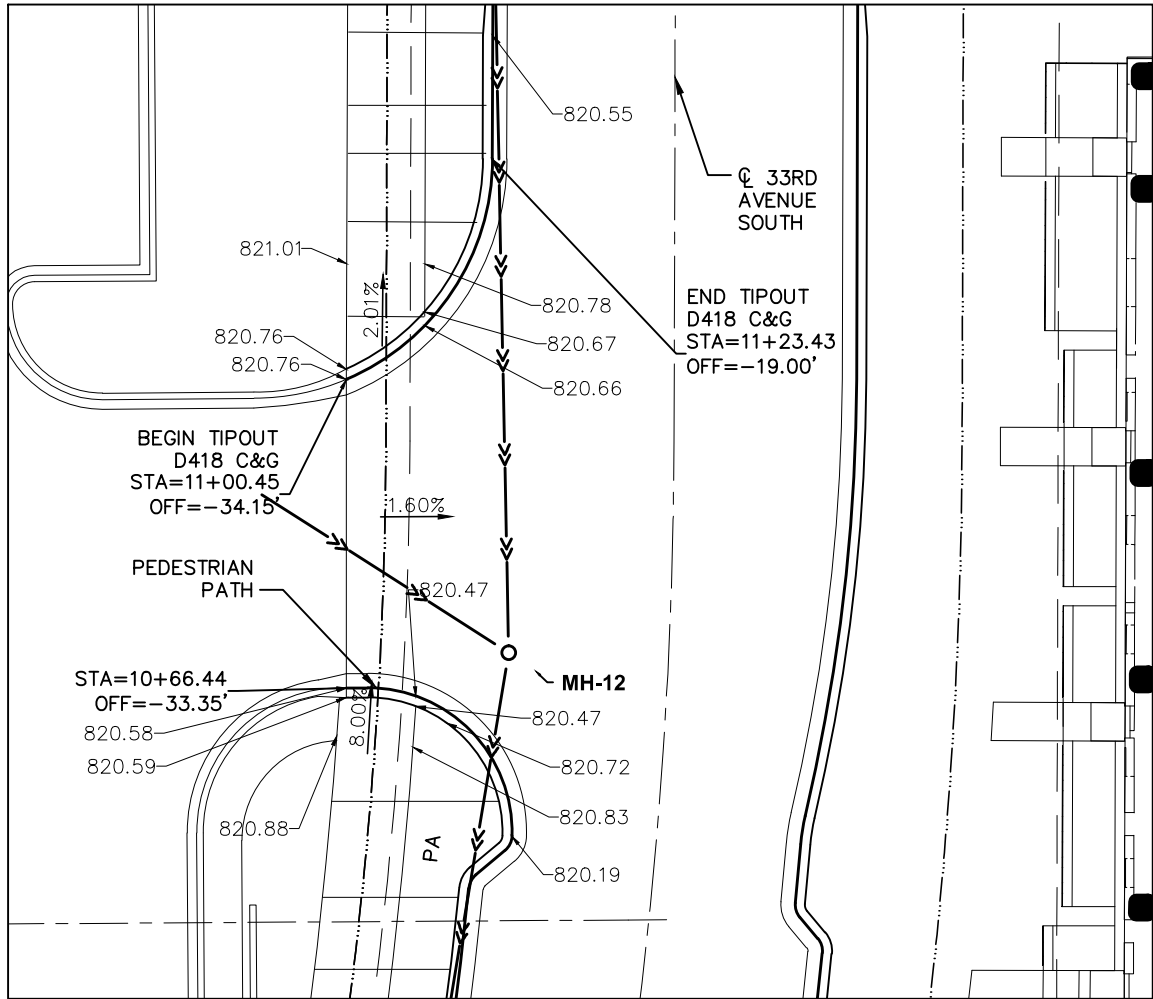 820.55
℄ 33RD
AVENUE
SOUTH
821.01
2.01%
820.78
END TIPOUT
D418 C&G
STA=11+23.43
OFF=-19.00'
820.76
820.67
820.76
820.66
BEGIN TIPOUT
D418 C&G
STA=11+00.45
OFF=-34.15'
1.60%
PEDESTRIAN
PATH
820.47
STA=10+66.44
OFF=-33.35'
MH-12
8.00%
820.58
820.47
820.59
820.72
820.88
820.83
PA
820.19